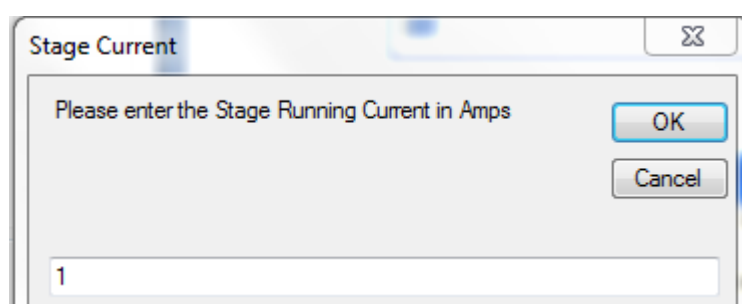 Stage Current
Please enter the Stage Running Current in Amps
OK
Cancel
1